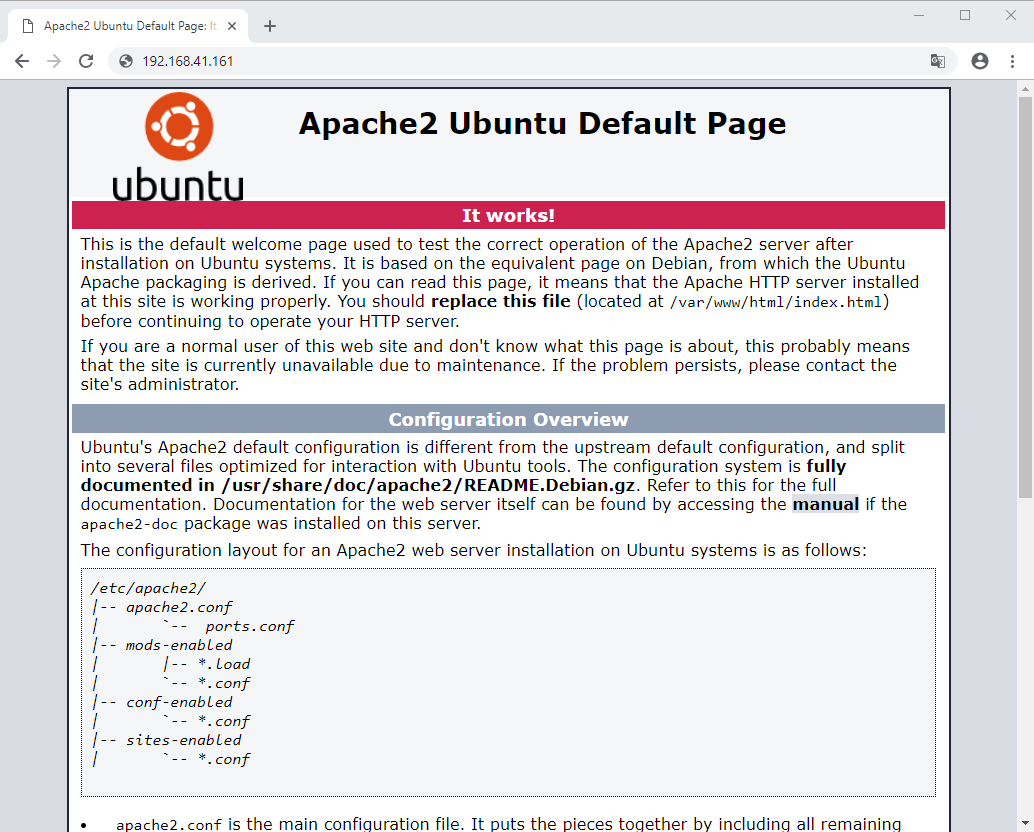 Apache2 Ubuntu Default Page: It
192.168.41.161
ubuntu
Apache2 Ubuntu Default Page
It works!
This is the default welcome page used to test the correct operation of the Apache2 server after
installation on Ubuntu systems. It is based on the equivalent page on Debian, from which the Ubuntu
Apache packaging is derived. If you can read this page, it means that the Apache HTTP server installed
at this site is working properly. You should replace this file (located at /var/www/html/index.html)
before continuing to operate your HTTP server.
If you are a normal user of this web site and don't know what this page is about, this probably means
that the site is currently unavailable due to maintenance. If the problem persists, please contact the
site's administrator.
Configuration Overview
Ubuntu's Apache2 default configuration is different from the upstream default configuration, and split
into several files optimized for interaction with Ubuntu tools. The configuration system is fully
documented in /usr/share/doc/apache2/README.Debian.gz. Refer to this for the full
documentation. Documentation for the web server itself can be found by accessing the manual if the
apache2-doc package was installed on this server.
The configuration layout for an Apache2 web server installation on Ubuntu systems is as follows:
/etc/apache2/
|-- apache2.conf
|       `--  ports.conf
|-- mods-enabled
|       |-- *.load
|       `-- *.conf
|-- conf-enabled
|       `-- *.conf
|-- sites-enabled
|       `-- *.conf
• apache2.conf is the main configuration file. It puts the pieces together by including all remaining